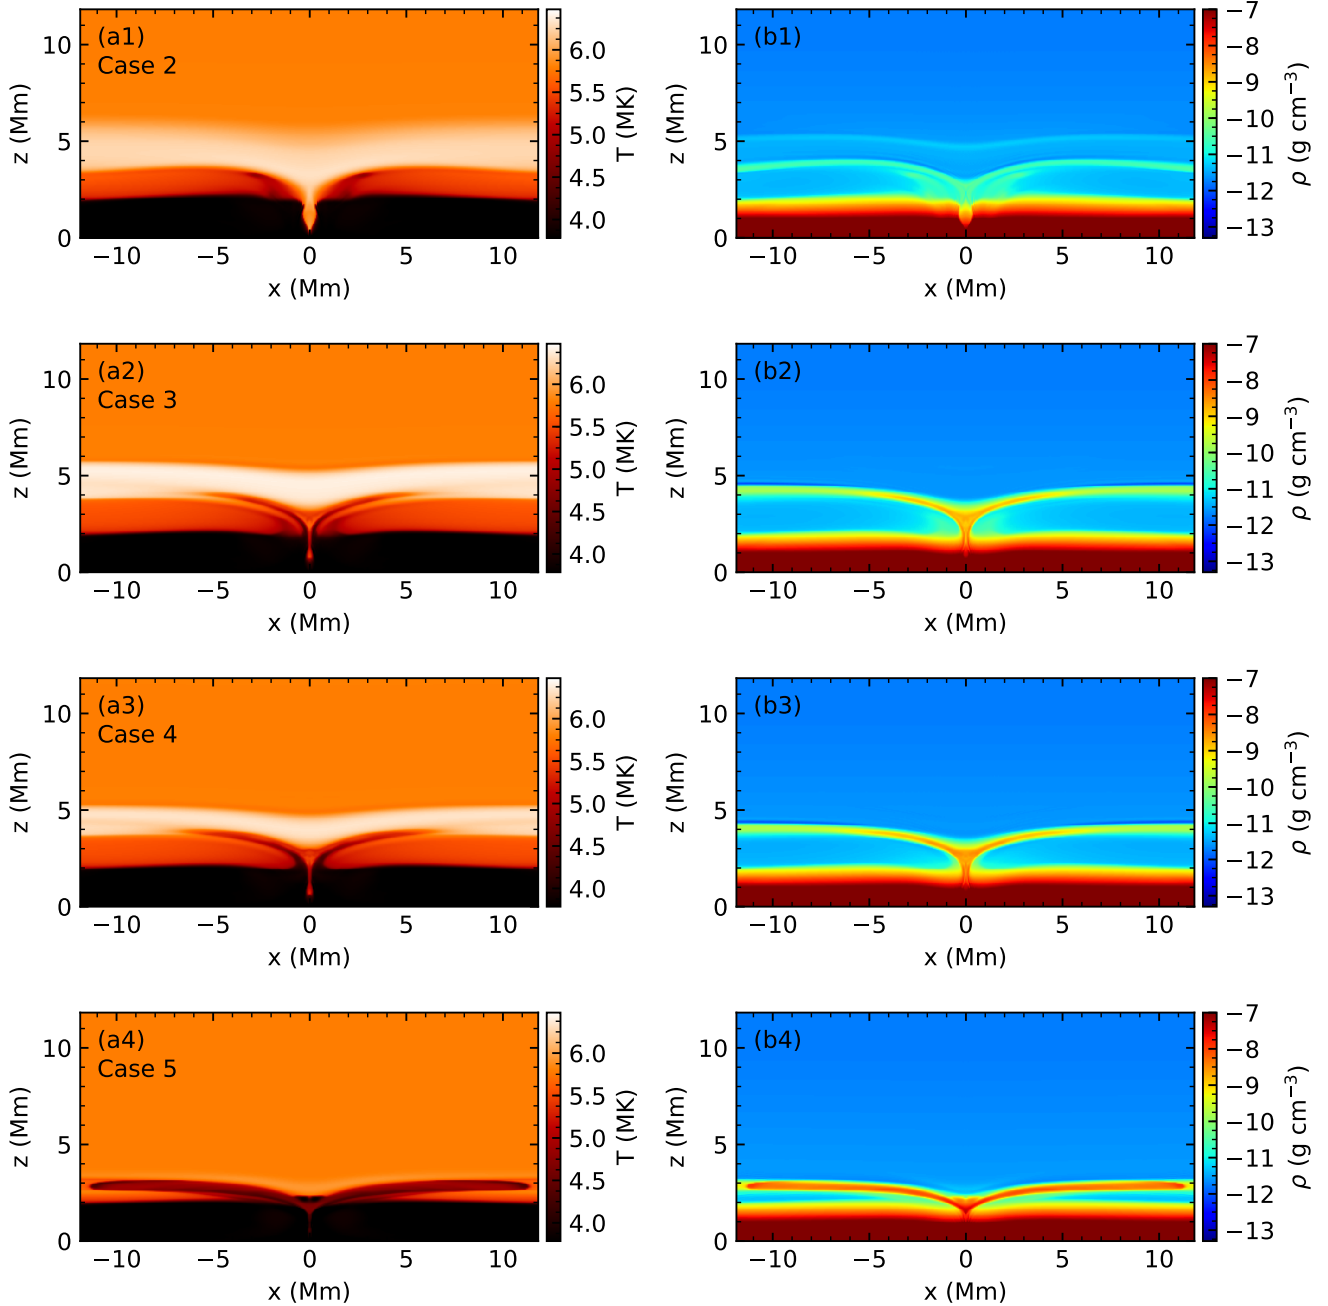 (a1)
Case 2
10
5
0
z (Mm)
−10 −5 0 5 10
x (Mm)
6.0
5.5
5.0
4.5
4.0
T (MK)
(b1)
10
5
0
z (Mm)
−10 −5 0 5 10
x (Mm)
−7
−8
−9
−10
−11
−12
−13
ρ (g cm⁻³)
(a2)
Case 3
10
5
0
z (Mm)
−10 −5 0 5 10
x (Mm)
6.0
5.5
5.0
4.5
4.0
T (MK)
(b2)
10
5
0
z (Mm)
−10 −5 0 5 10
x (Mm)
−7
−8
−9
−10
−11
−12
−13
ρ (g cm⁻³)
(a3)
Case 4
10
5
0
z (Mm)
−10 −5 0 5 10
x (Mm)
6.0
5.5
5.0
4.5
4.0
T (MK)
(b3)
10
5
0
z (Mm)
−10 −5 0 5 10
x (Mm)
−7
−8
−9
−10
−11
−12
−13
ρ (g cm⁻³)
(a4)
Case 5
10
5
0
z (Mm)
−10 −5 0 5 10
x (Mm)
6.0
5.5
5.0
4.5
4.0
T (MK)
(b4)
10
5
0
z (Mm)
−10 −5 0 5 10
x (Mm)
−7
−8
−9
−10
−11
−12
−13
ρ (g cm⁻³)